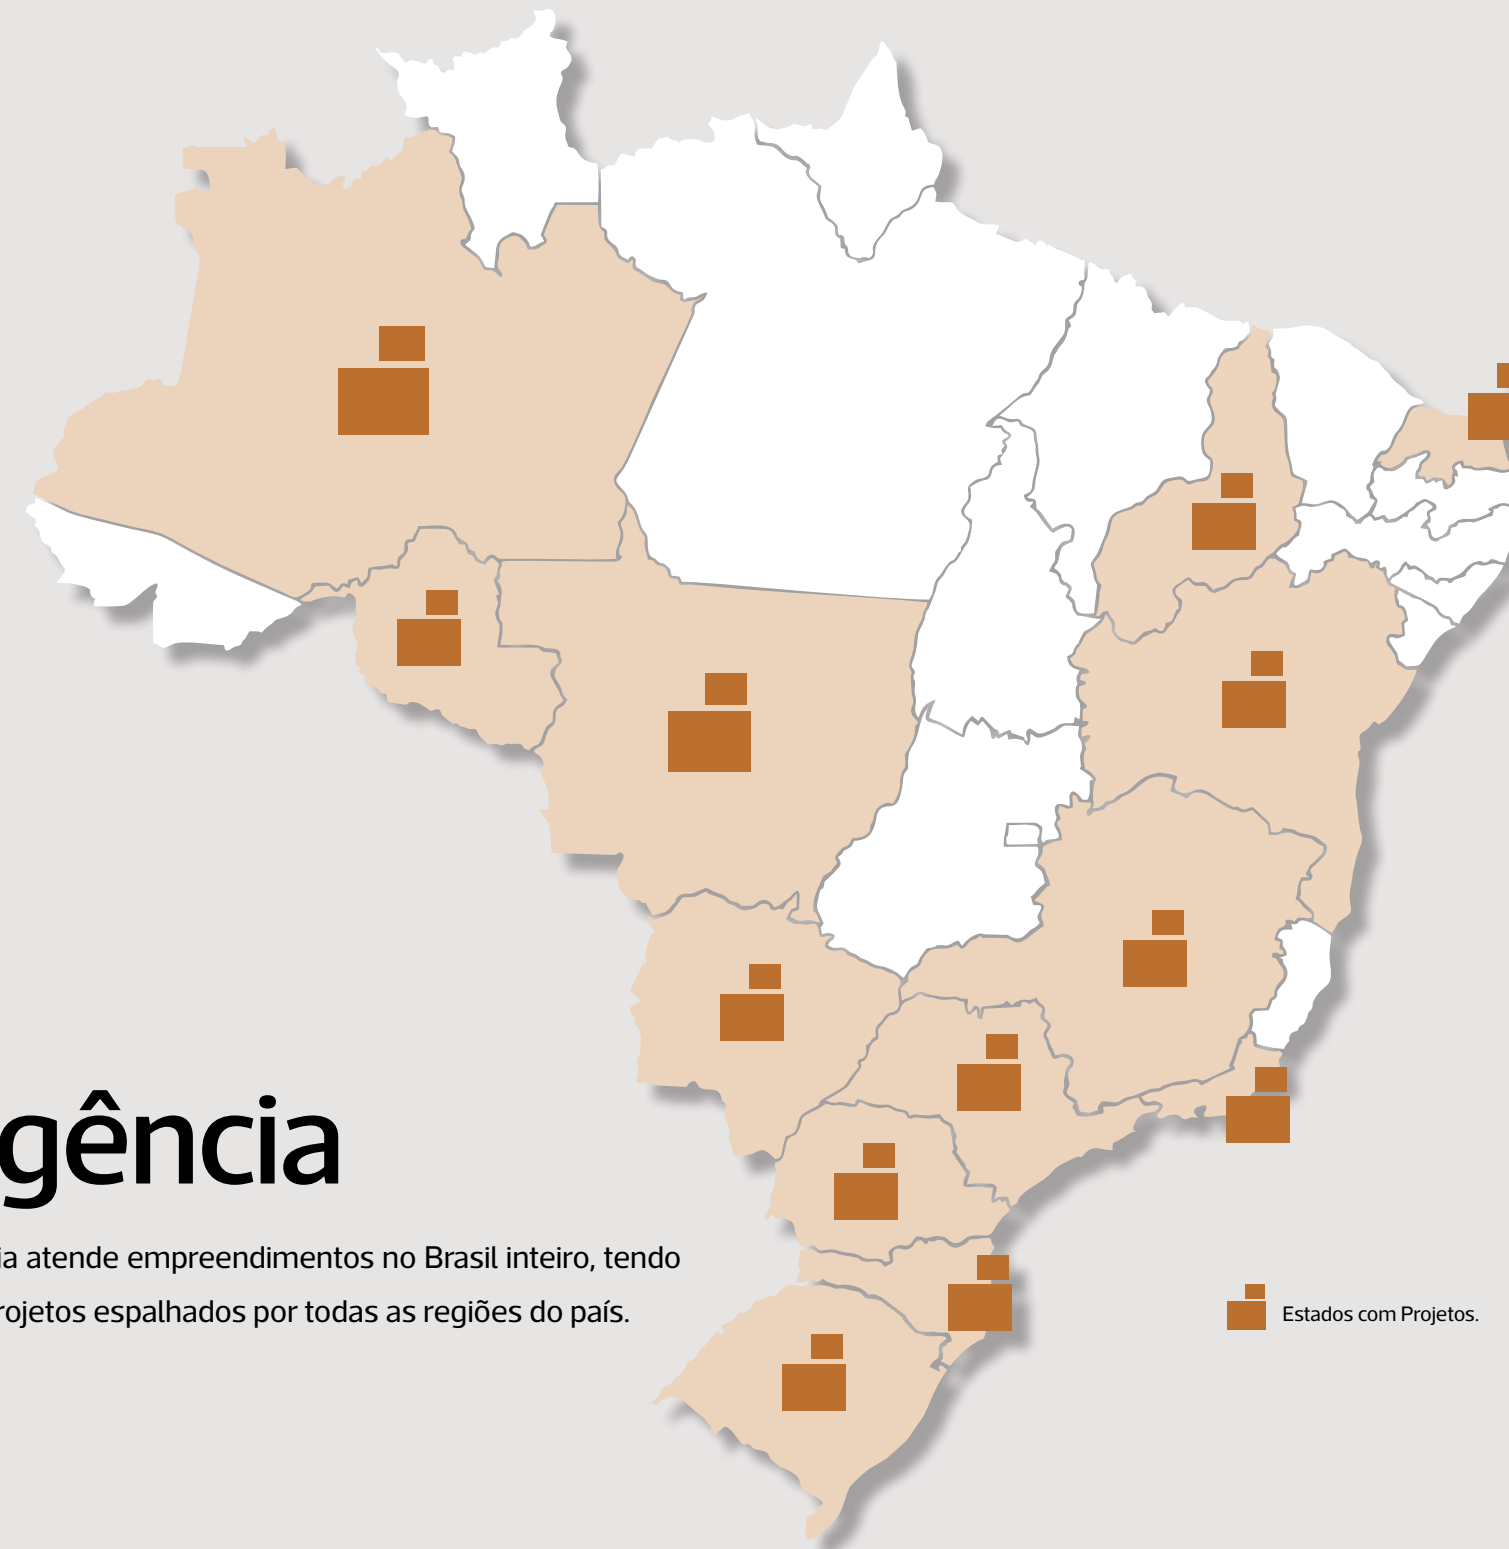 gência
ia atende empreendimentos no Brasil inteiro, tendo
rojetos espalhados por todas as regiões do país.
Estados com Projetos.